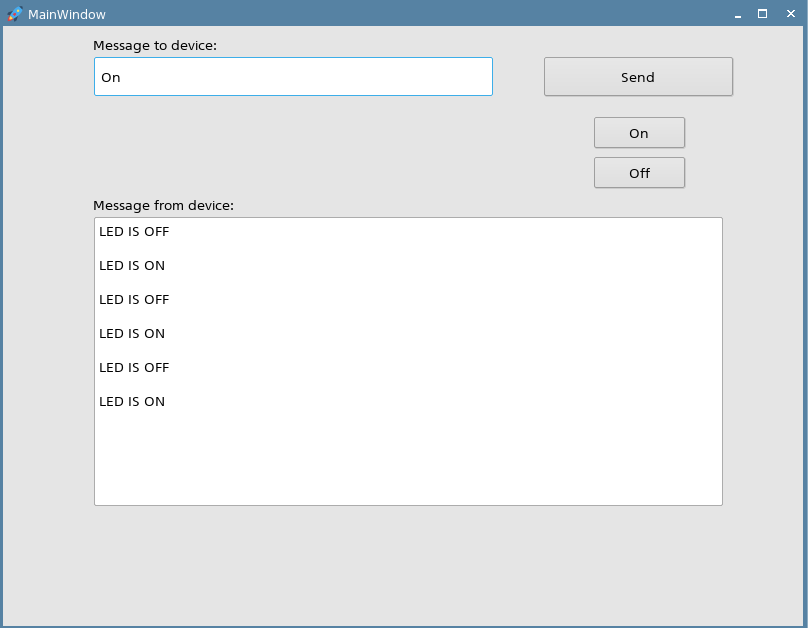 MainWindow
Message to device:
On
Send
On
Off
Message from device:
LED IS OFF
LED IS ON
LED IS OFF
LED IS ON
LED IS OFF
LED IS ON